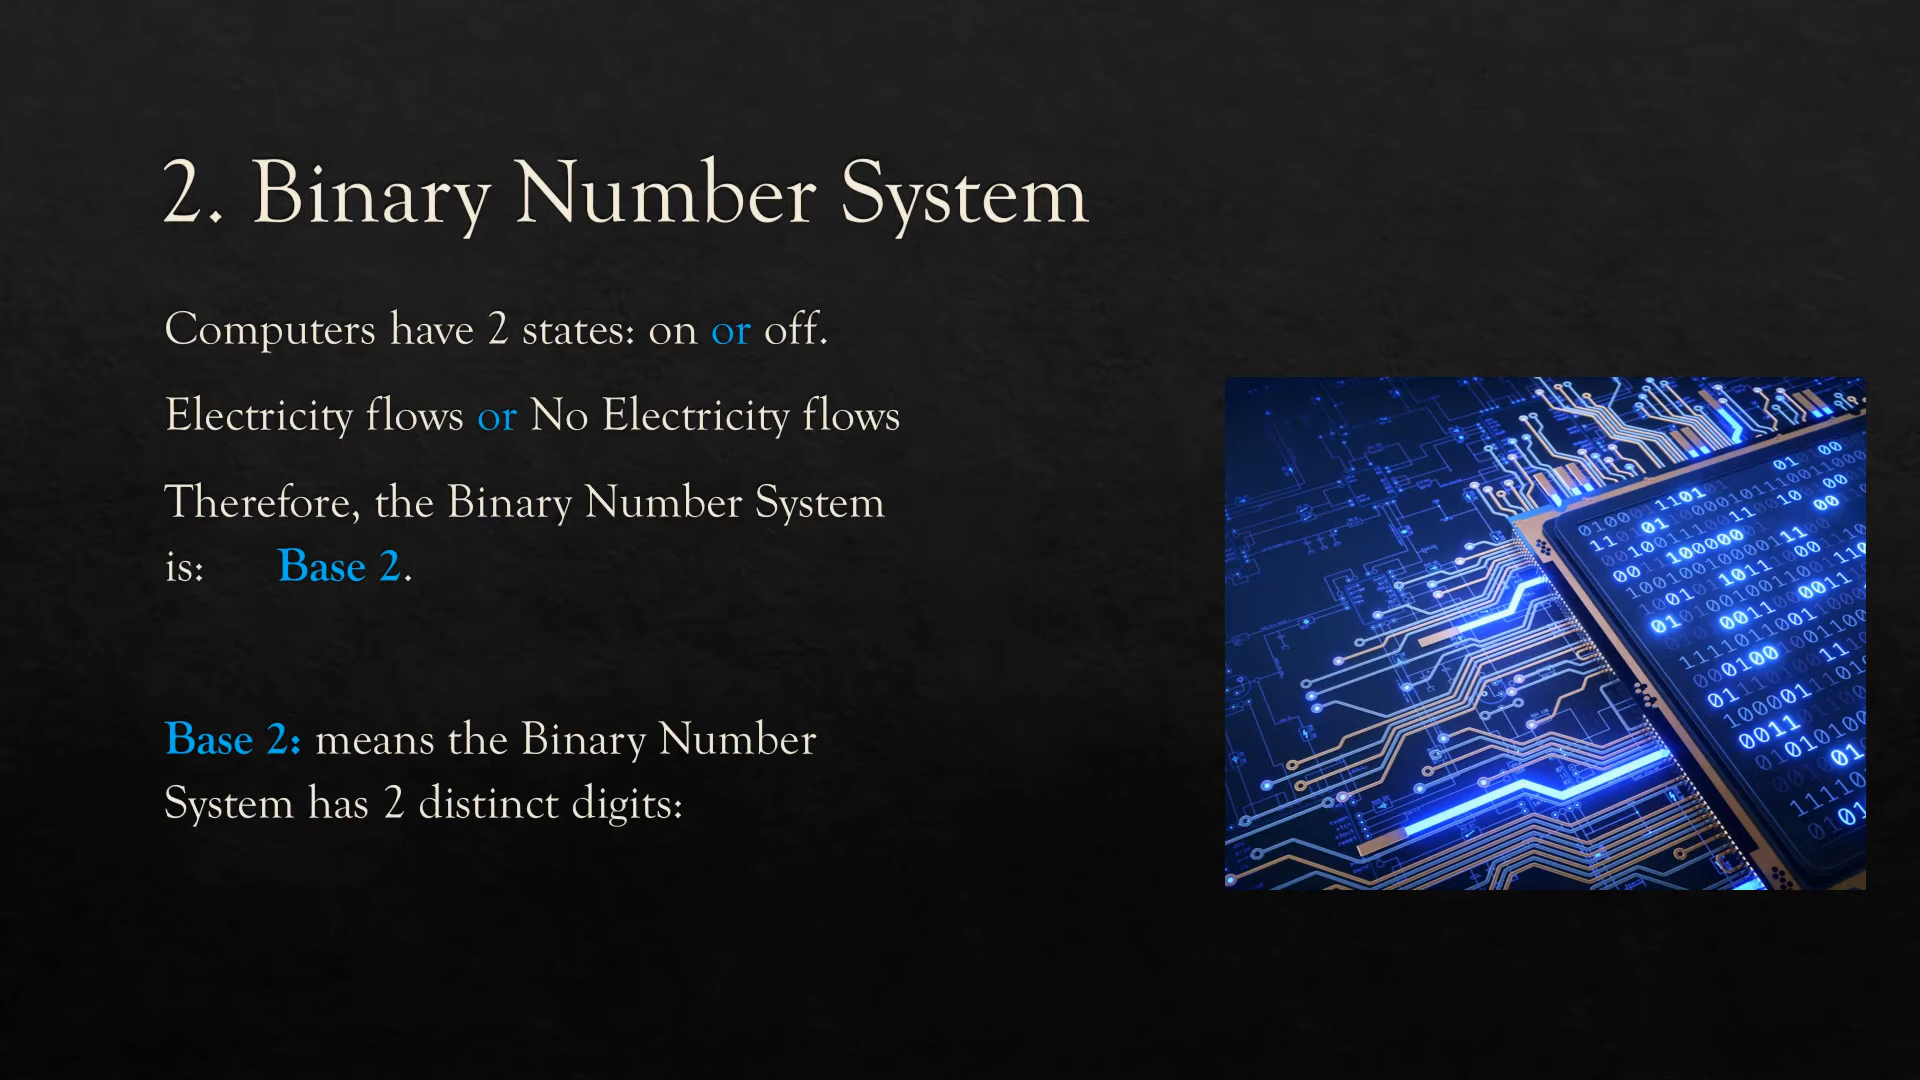 2. Binary Number System
Computers have 2 states: on or off.
Electricity flows or No Electricity flows
Therefore, the Binary Number System
is: Base 2.
Base 2: means the Binary Number
System has 2 distinct digits: